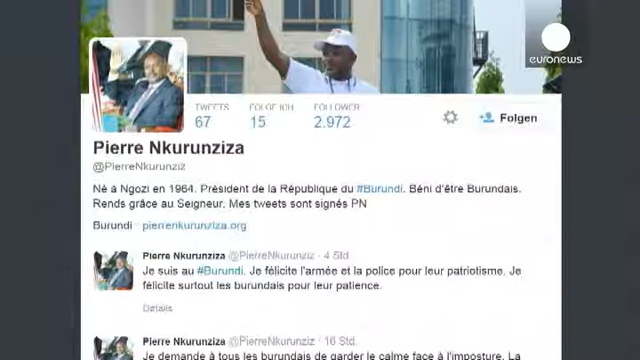 euronews
TWEETS FOLGE ICH FOLLOWER
67 15 2.972
Folgen
Pierre Nkurunziza
@PierreNkurunziz
Né à Ngozi en 1964. Président de la République du #Burundi. Béni d'être Burundais.
Rends grâce au Seigneur. Mes tweets sont signés PN
Burundi · pierrenkurunziza.org
Pierre Nkurunziza @PierreNkurunziz · 4 Std.
Je suis au #Burundi. Je félicite l'armée et la police pour leur patriotisme. Je
félicite surtout les burundais pour leur patience.
Details
Pierre Nkurunziza @PierreNkurunziz · 16 Std.
Je demande à tous les burundais de garder le calme face à l'imposture. La